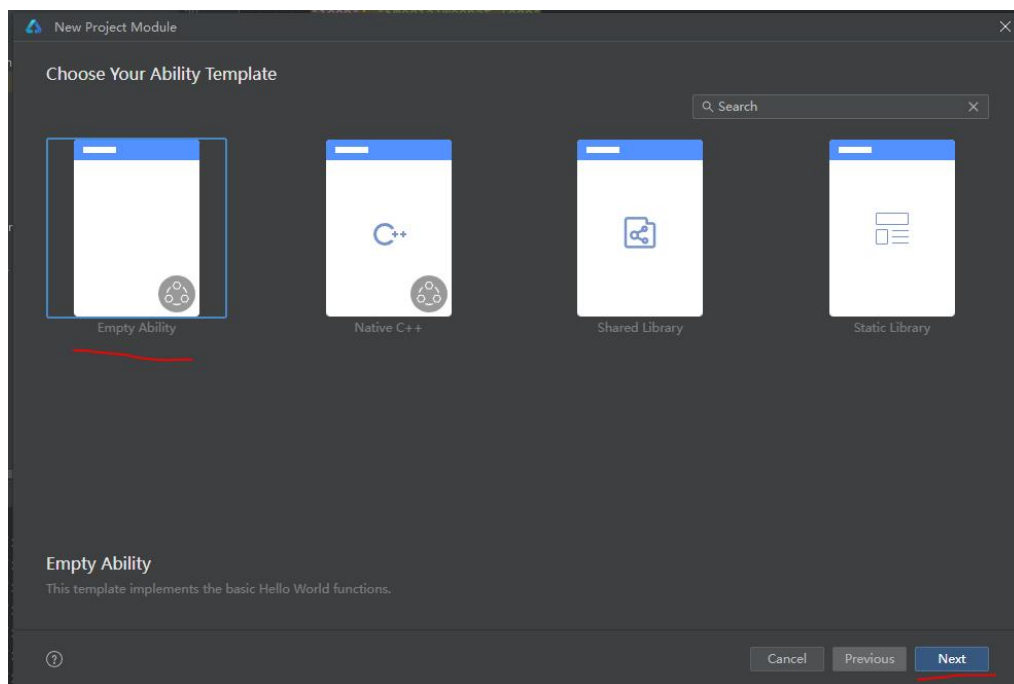 New Project Module
Choose Your Ability Template
Search
C++
Empty Ability
Native C++
Shared Library
Static Library
Empty Ability
This template implements the basic Hello World functions.
?
Cancel
Previous
Next